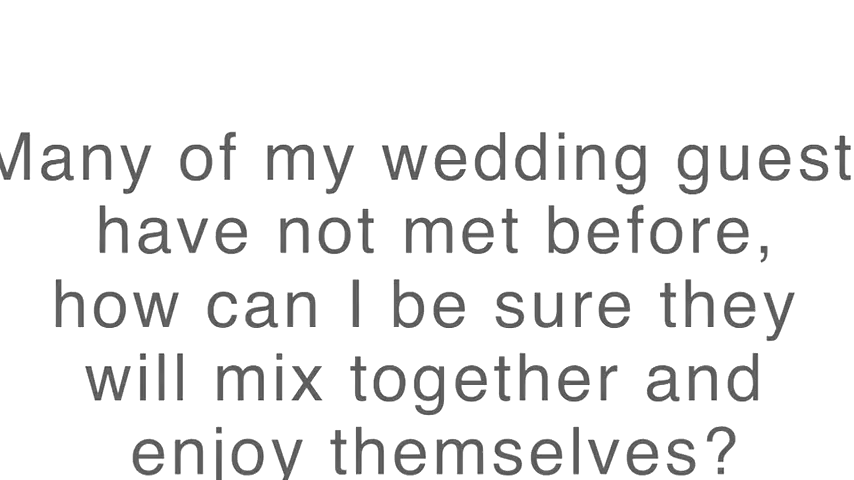 Many of my wedding guest
have not met before,
how can I be sure they
will mix together and
enjoy themselves?